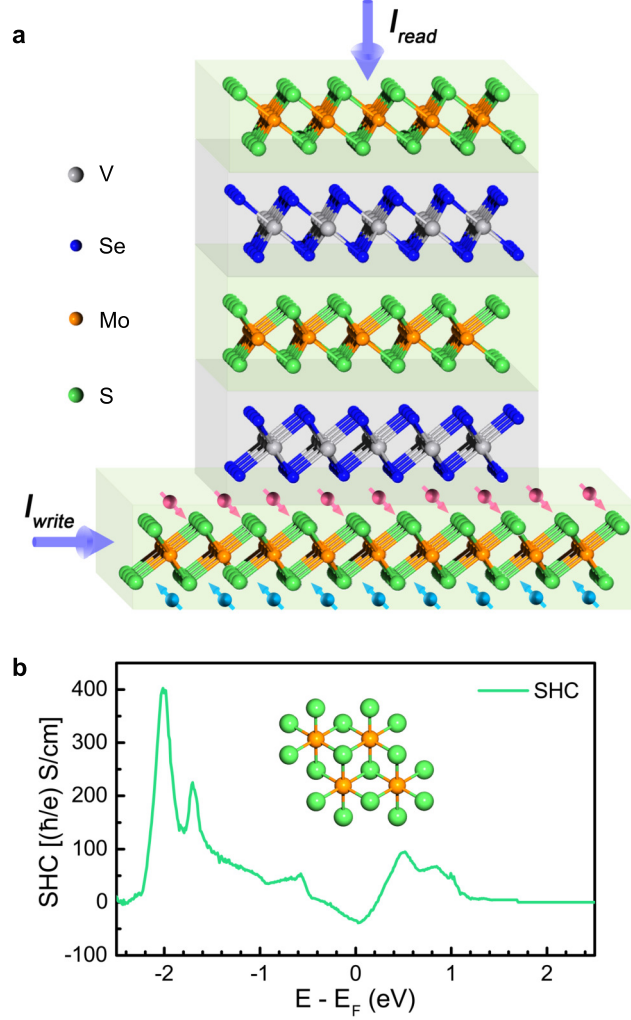 a
I_read
V
Se
Mo
S
I_write
b
SHC
SHC [(ħ/e) S/cm]
400
300
200
100
0
-100
-2
-1
0
1
2
E - E_F (eV)